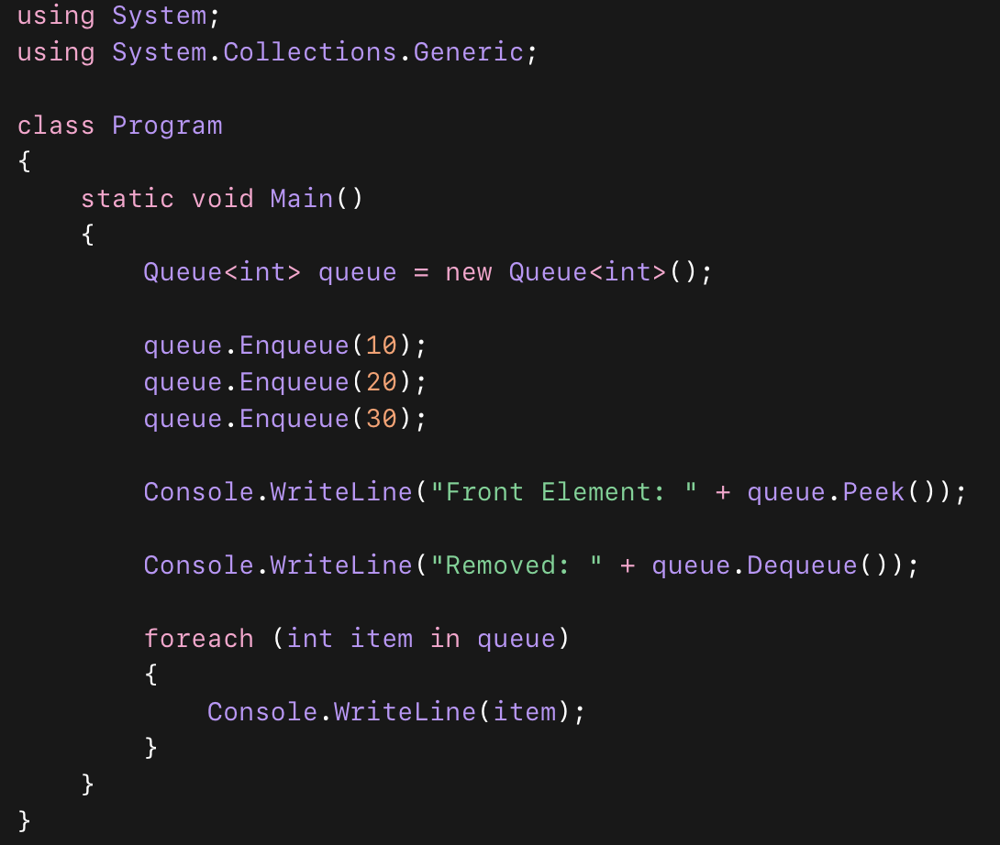 using System;
using System.Collections.Generic;

class Program
{
    static void Main()
    {
        Queue<int> queue = new Queue<int>();

        queue.Enqueue(10);
        queue.Enqueue(20);
        queue.Enqueue(30);

        Console.WriteLine("Front Element: " + queue.Peek());

        Console.WriteLine("Removed: " + queue.Dequeue());

        foreach (int item in queue)
        {
            Console.WriteLine(item);
        }
    }
}